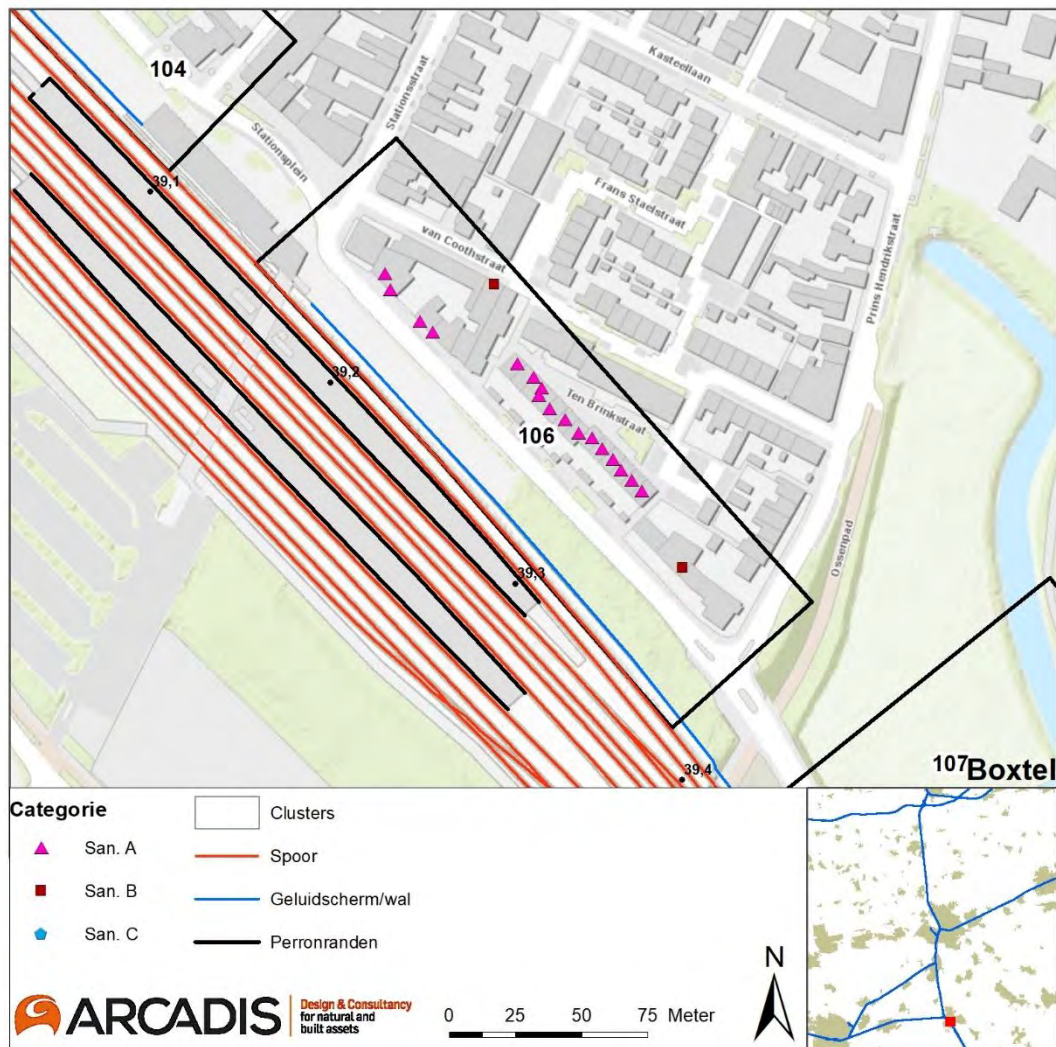 104
Stationsplein
Stationsstraat
Kasteellaan
39,1
Frans Staelstraat
van Coothstraat
Prins Hendrikstraat
39,2
Ten Brinkstraat
106
39,3
Ossenpad
39,4
107
Boxtel
Categorie
San. A
San. B
San. C
Clusters
Spoor
Geluidscherm/wal
Perronranden
ARCADIS
Design & Consultancy
for natural and
built assets
0 25 50 75 Meter
N